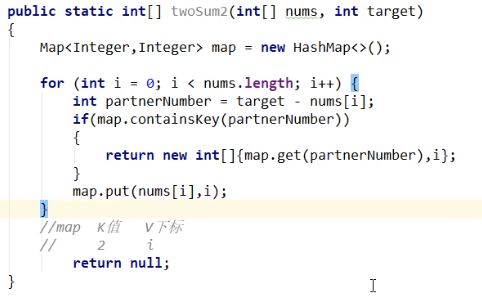 public static int[] twoSum2(int[] nums, int target)
{
    Map<Integer,Integer> map = new HashMap<>();

    for (int i = 0; i < nums.length; i++) {
        int partnerNumber = target - nums[i];
        if(map.containsKey(partnerNumber))
        {
            return new int[]{map.get(partnerNumber),i};
        }
        map.put(nums[i],i);
    }
    //map  K值   V下标
    //     2     i
        return null;
}